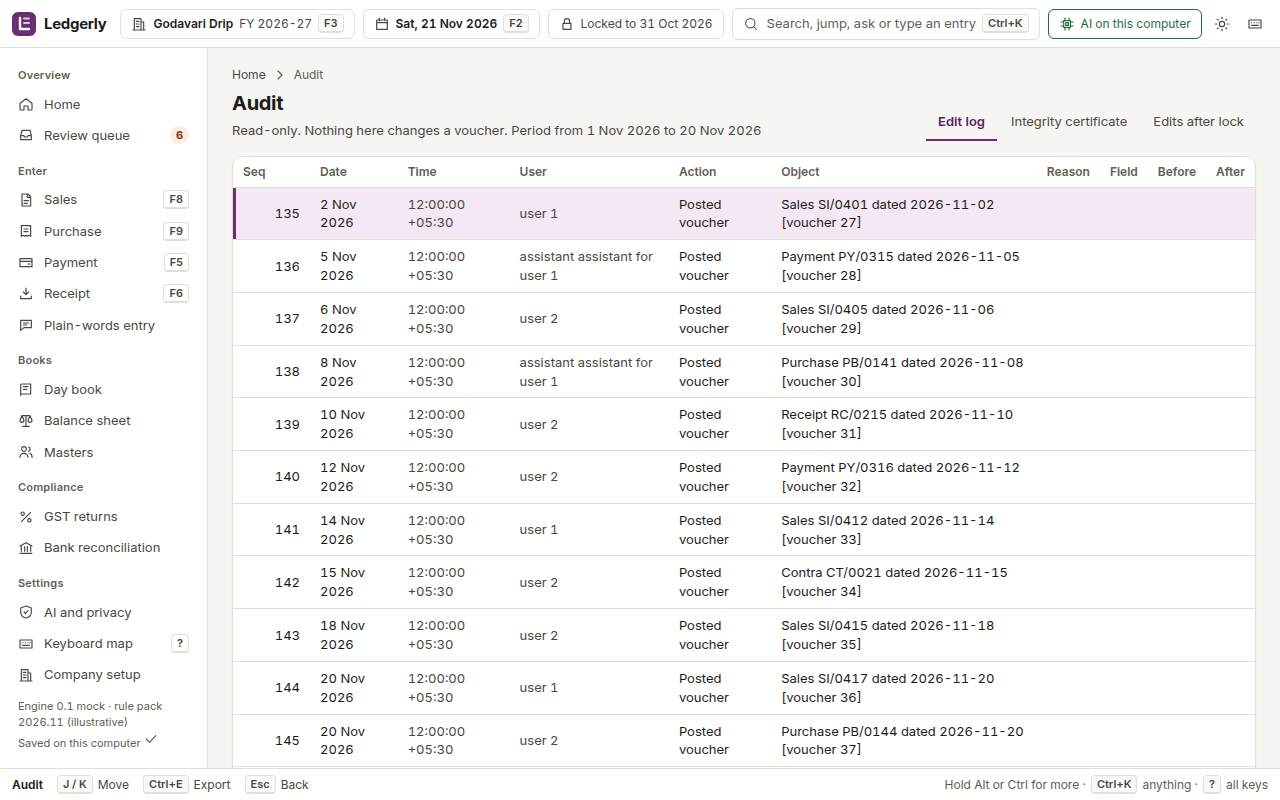 Ledgerly
Godavari Drip FY 2026-27 F3
Sat, 21 Nov 2026 F2
Locked to 31 Oct 2026
Search, jump, ask or type an entry Ctrl+K
AI on this computer
Overview
Home
Review queue 6
Enter
Sales F8
Purchase F9
Payment F5
Receipt F6
Plain-words entry
Books
Day book
Balance sheet
Masters
Compliance
GST returns
Bank reconciliation
Settings
AI and privacy
Keyboard map ?
Company setup
Engine 0.1 mock · rule pack
2026.11 (illustrative)
Saved on this computer
Home > Audit
Audit
Read-only. Nothing here changes a voucher. Period from 1 Nov 2026 to 20 Nov 2026
Edit log Integrity certificate Edits after lock
Seq Date Time User Action Object Reason Field Before After
135 2 Nov 2026 12:00:00 +05:30 user 1 Posted voucher Sales SI/0401 dated 2026-11-02 [voucher 27]
136 5 Nov 2026 12:00:00 +05:30 assistant assistant for user 1 Posted voucher Payment PY/0315 dated 2026-11-05 [voucher 28]
137 6 Nov 2026 12:00:00 +05:30 user 2 Posted voucher Sales SI/0405 dated 2026-11-06 [voucher 29]
138 8 Nov 2026 12:00:00 +05:30 assistant assistant for user 1 Posted voucher Purchase PB/0141 dated 2026-11-08 [voucher 30]
139 10 Nov 2026 12:00:00 +05:30 user 2 Posted voucher Receipt RC/0215 dated 2026-11-10 [voucher 31]
140 12 Nov 2026 12:00:00 +05:30 user 2 Posted voucher Payment PY/0316 dated 2026-11-12 [voucher 32]
141 14 Nov 2026 12:00:00 +05:30 user 1 Posted voucher Sales SI/0412 dated 2026-11-14 [voucher 33]
142 15 Nov 2026 12:00:00 +05:30 user 2 Posted voucher Contra CT/0021 dated 2026-11-15 [voucher 34]
143 18 Nov 2026 12:00:00 +05:30 user 2 Posted voucher Sales SI/0415 dated 2026-11-18 [voucher 35]
144 20 Nov 2026 12:00:00 +05:30 user 1 Posted voucher Sales SI/0417 dated 2026-11-20 [voucher 36]
145 20 Nov 2026 12:00:00 +05:30 user 2 Posted voucher Purchase PB/0144 dated 2026-11-20 [voucher 37]
Audit J / K Move Ctrl+E Export Esc Back
Hold Alt or Ctrl for more · Ctrl+K anything · ? all keys